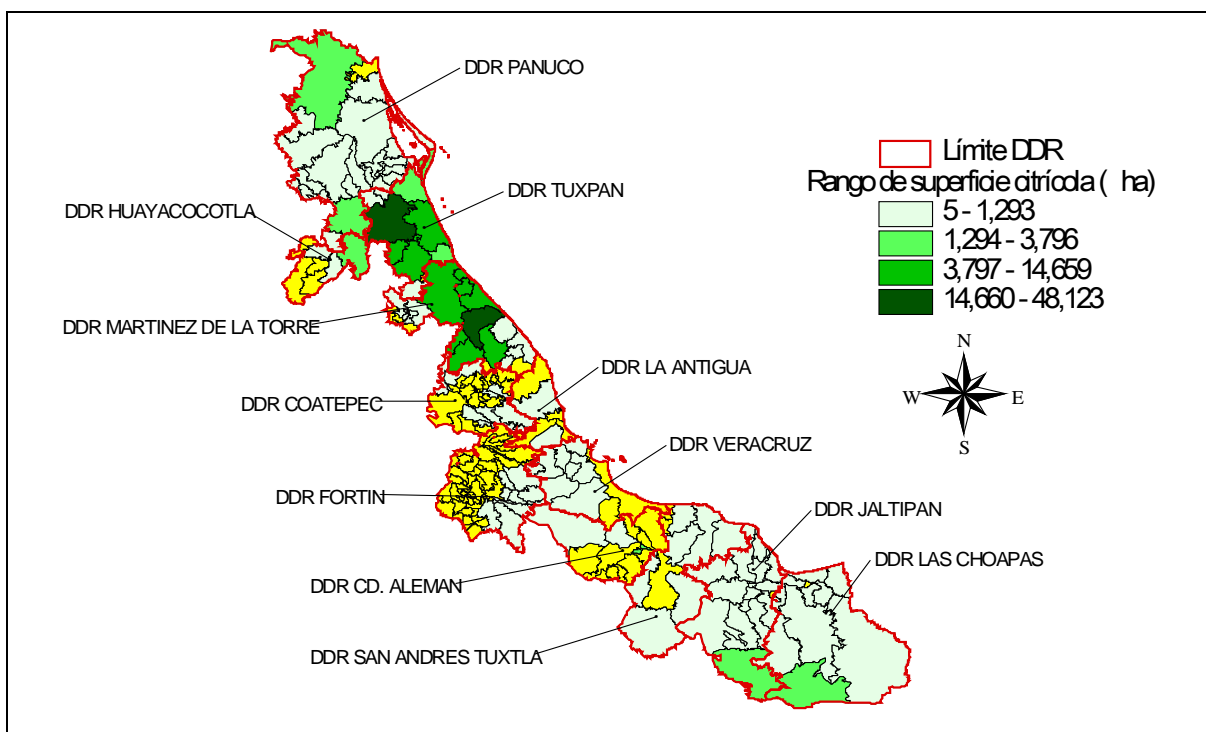 DDR PANUCO
DDR TUXPAN
DDR HUAYACOCOTLA
DDR MARTINEZ DE LA TORRE
DDR LA ANTIGUA
DDR COATEPEC
DDR VERACRUZ
DDR FORTIN
DDR JALTIPAN
DDR LAS CHOAPAS
DDR CD. ALEMAN
DDR SAN ANDRES TUXTLA
Límite DDR
Rango de superficie citrícola ( ha)
5 - 1,293
1,294 - 3,796
3,797 - 14,659
14,660 - 48,123
N
W E
S